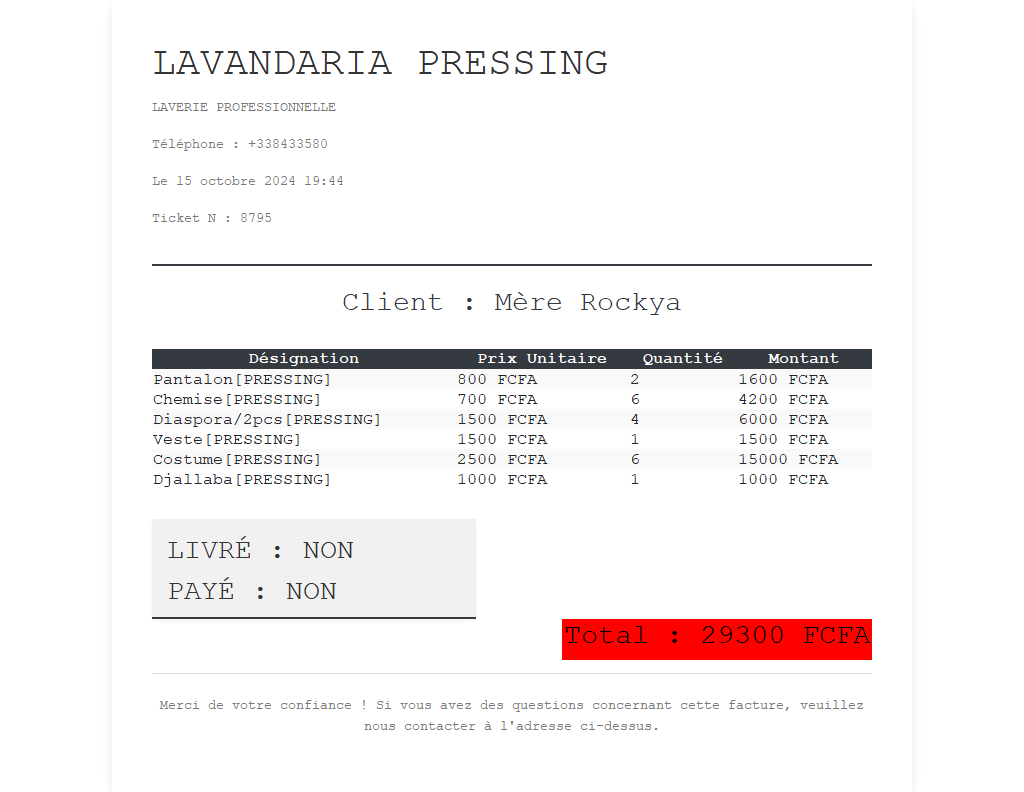 LAVANDARIA PRESSING
LAVERIE PROFESSIONNELLE
Téléphone : +338433580
Le 15 octobre 2024 19:44
Ticket N : 8795
Client : Mère Rockya
Désignation Prix Unitaire Quantité Montant
Pantalon[PRESSING] 800 FCFA 2 1600 FCFA
Chemise[PRESSING] 700 FCFA 6 4200 FCFA
Diaspora/2pcs[PRESSING] 1500 FCFA 4 6000 FCFA
Veste[PRESSING] 1500 FCFA 1 1500 FCFA
Costume[PRESSING] 2500 FCFA 6 15000 FCFA
Djallaba[PRESSING] 1000 FCFA 1 1000 FCFA
LIVRÉ : NON
PAYÉ : NON
Total : 29300 FCFA
Merci de votre confiance ! Si vous avez des questions concernant cette facture, veuillez
nous contacter à l'adresse ci-dessus.